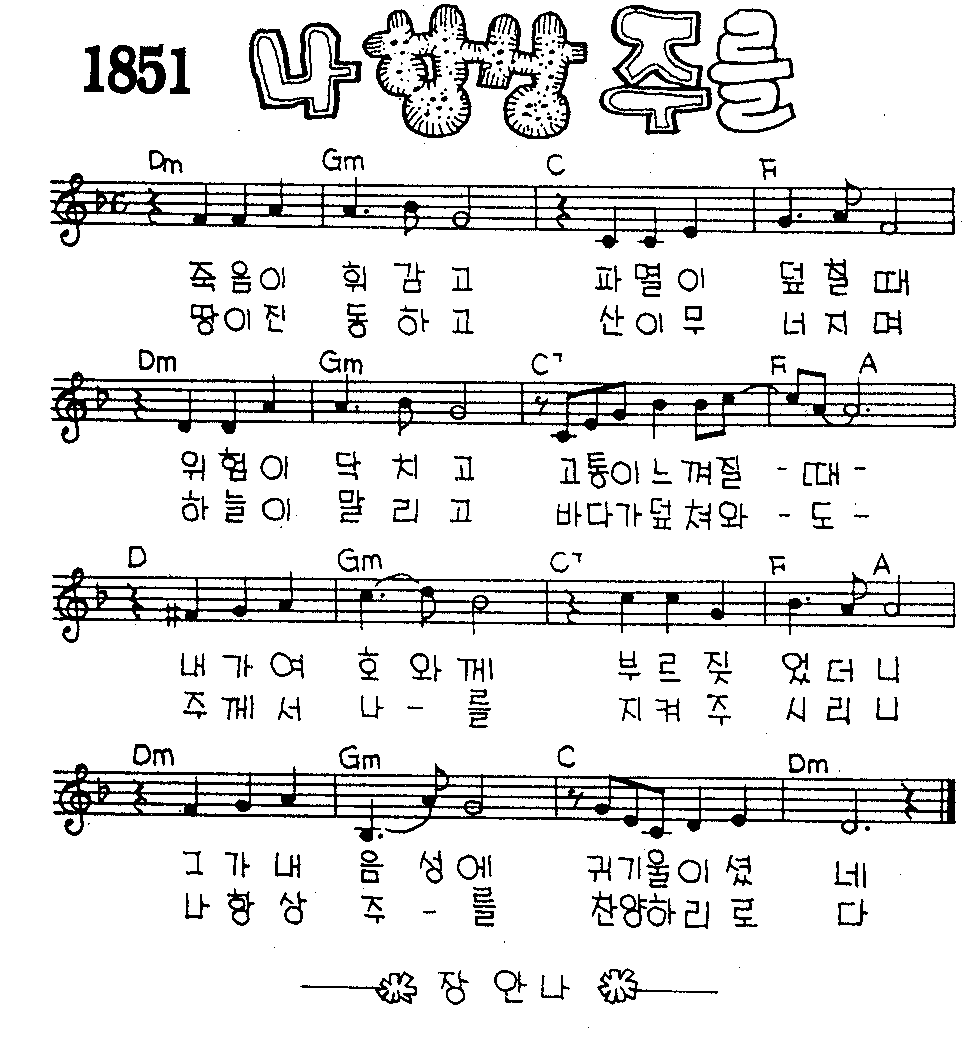 1851
나 항상 주를
Dm Gm C F
죽음이 휘감고 파멸이 덮힐때
땅이진 동하고 산이무 너지며
Dm Gm C7 F A
위험이 닥치고 고통이느껴질 - 때 -
하늘이 말리고 바다가덮쳐와 - 도 -
D Gm C7 F A
내가여 호와께 부르짖 었더니
주께서 나-를 지켜주 시리니
Dm Gm C Dm
그가내 음성에 귀기울이셨 네
나항상 주-를 찬양하리로 다
장 안 나